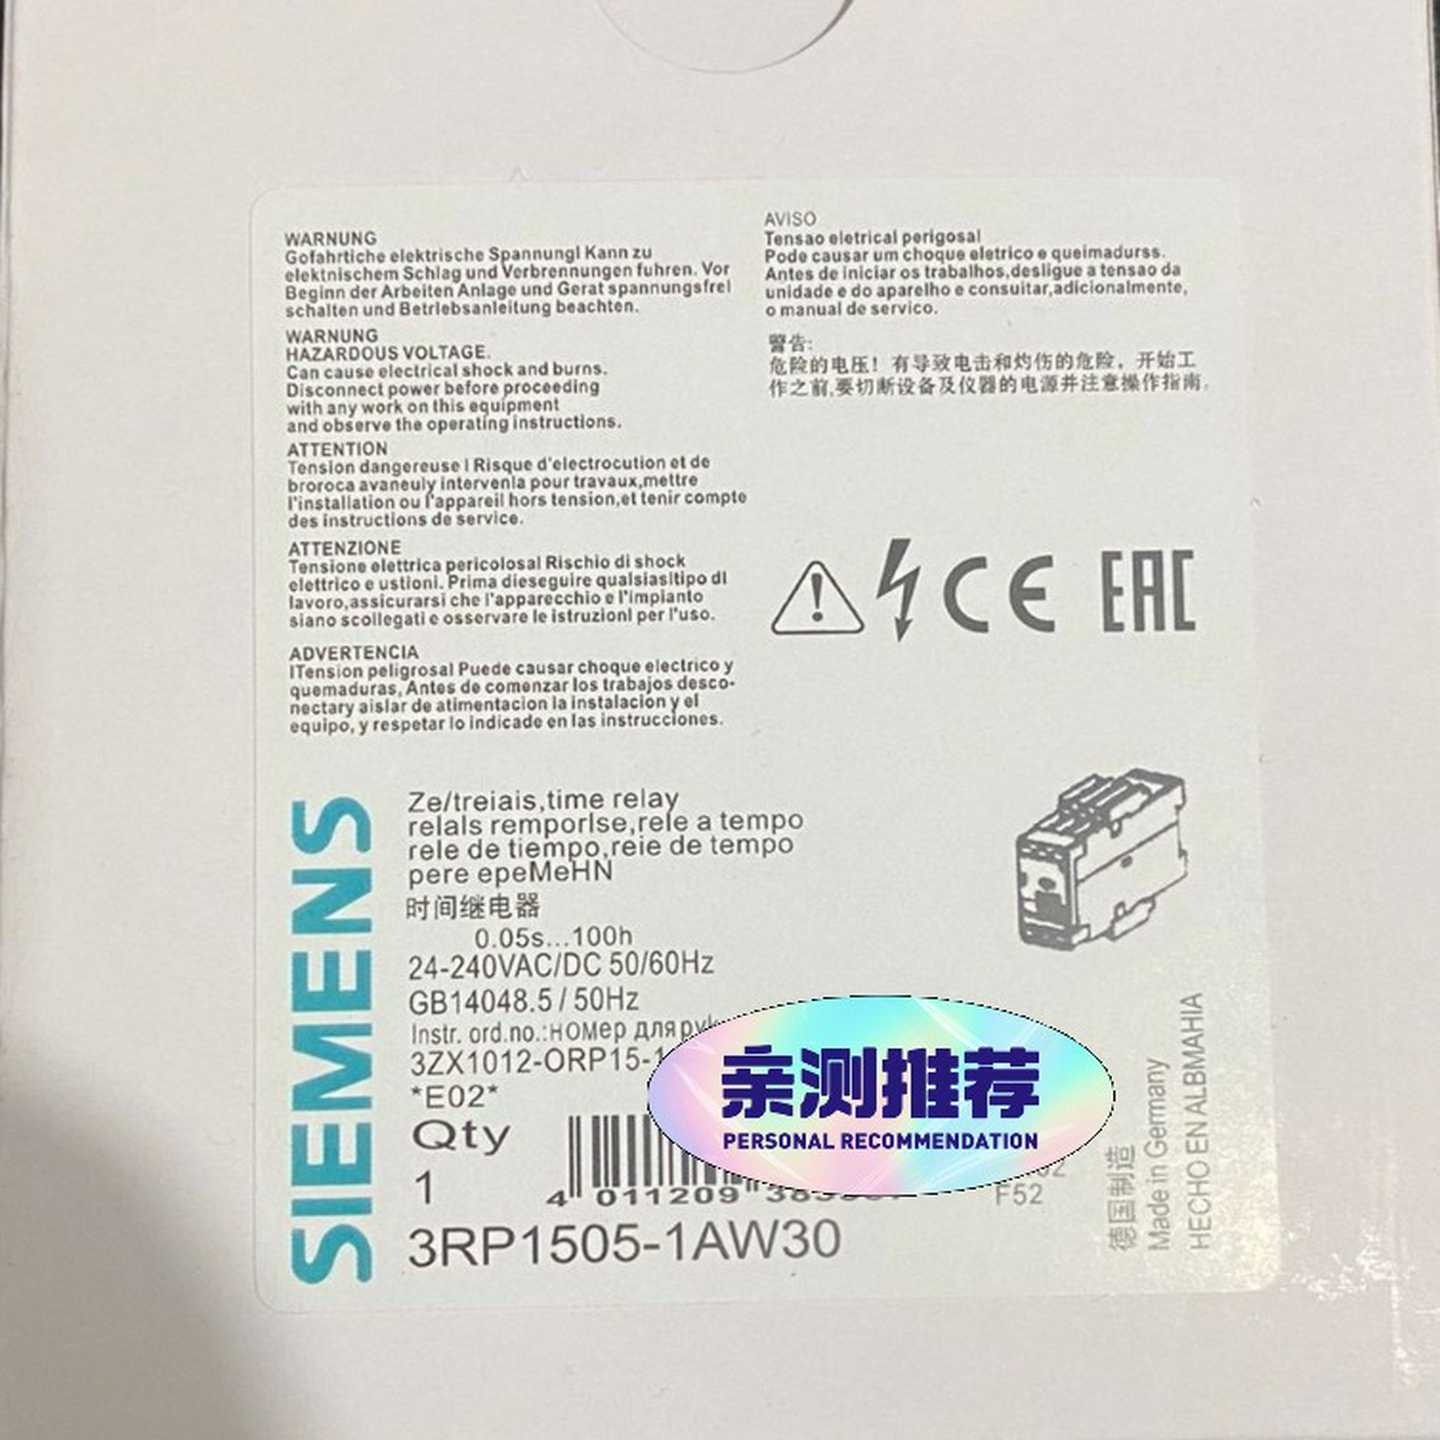 WARNUNG
Gofahrtiche elektrische Spannungl Kann zu
elektnischem Schlag und Verbrennungen fuhren. Vor
Beginn der Arbeiten Anlage und Gerat spannungsfrel
schalten und Betrlebsanleitung beachten.
WARNUNG
HAZARDOUS VOLTAGE.
Can cause electrical shock and burns.
Disconnect power before proceeding
with any work on this equipment
and observe the operating instructions.
ATTENTION
Tension dangereuse I Risque d'electrocution et de
broroca avaneuly intervenla pour travaux,mettre
l'installation ou l'appareil hors tension,et tenir compte
des instructions de service.
ATTENZIONE
Tensione elettrica pericolosal Rischio di shock
elettrico e ustioni. Prima dieseguire qualsiasltipo dl
lavoro,assicurarsi che l'apparecchio e l'lmplanto
siano scollegati e osservare le istruzionl per l'uso.
ADVERTENCIA
lTension peligrosal Puede causar choque electrico y
quemaduras, Antes de comenzar los trabajos desco-
nectary aislar de atimentacion la instalacion y el
equipo, y respetar lo indicade en las instrucciones.
AVISO
Tensao eletrical perigosal
Pode causar um choque eletrico e queimadurss.
Antes de iniciar os trabalhos,desligue a tensao da
unidade e do aparelho e consuitar,adicionalmente,
o manual de servico.
警告:
危险的电压！有导致电击和灼伤的危险，开始工
作之前,要切断设备及仪器的电源并注意操作指南。
CE EAC
SIEMENS
Ze/treiais,time relay
relals remporlse,rele a tempo
rele de tiempo,reie de tempo
pere epeMeHN
时间继电器
0.05s...100h
24-240VAC/DC 50/60Hz
GB14048.5 / 50Hz
Instr. ord.no.:номер для
3ZX1012-ORP15-1
*E02*
Qty
1
4 011209
F52
3RP1505-1AW30
德国制造
Made in Germany
HECHO EN ALBMAHIA
亲测推荐
PERSONAL RECOMMENDATION